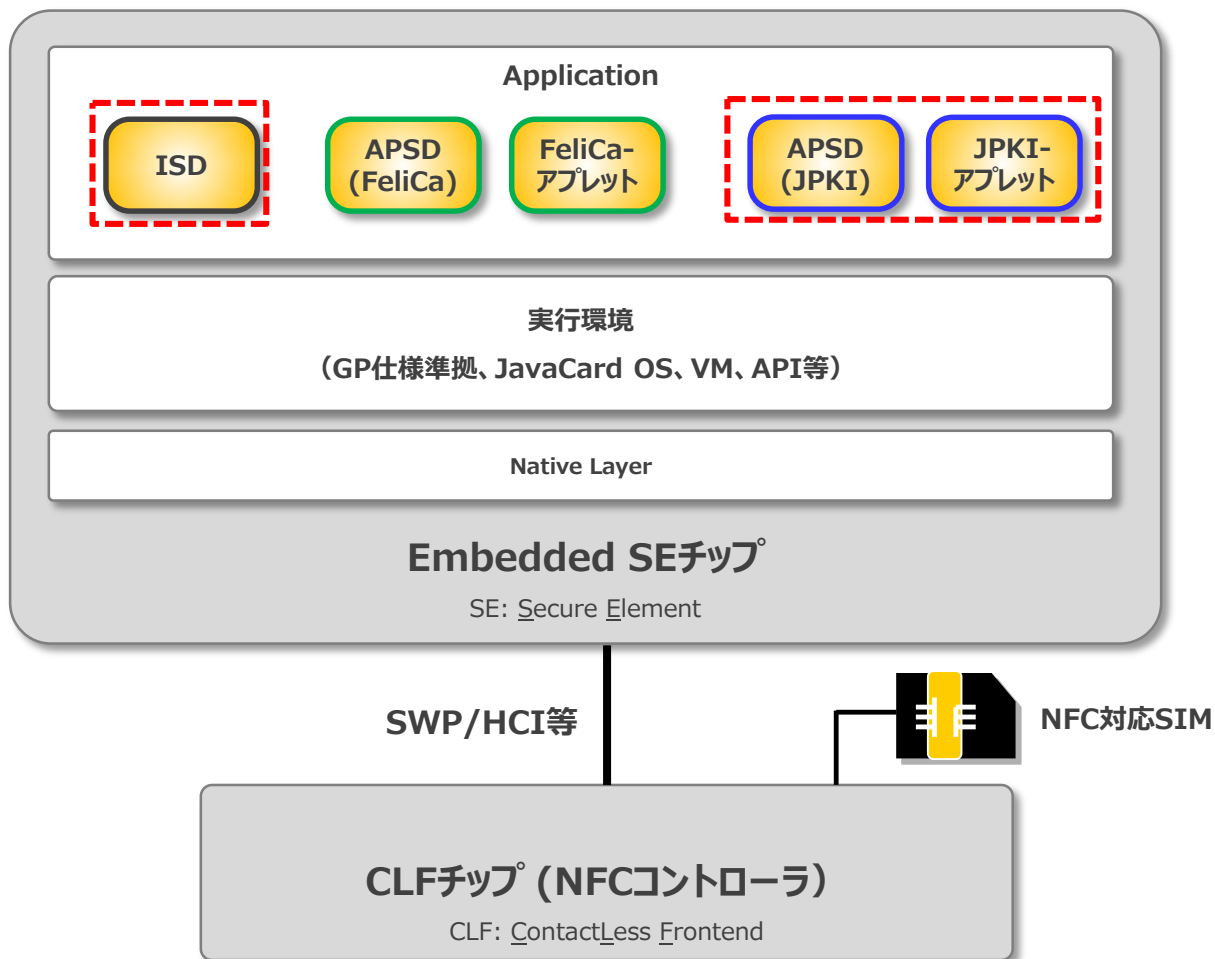 Application
ISD
APSD
(FeliCa)
FeliCa-
アプレット
APSD
(JPKI)
JPKI-
アプレット
実行環境
（GP仕様準拠、JavaCard OS、VM、API等）
Native Layer
Embedded SEチップ
SE: Secure Element
SWP/HCI等
NFC対応SIM
CLFチップ (NFCコントローラ）
CLF: ContactLess Frontend